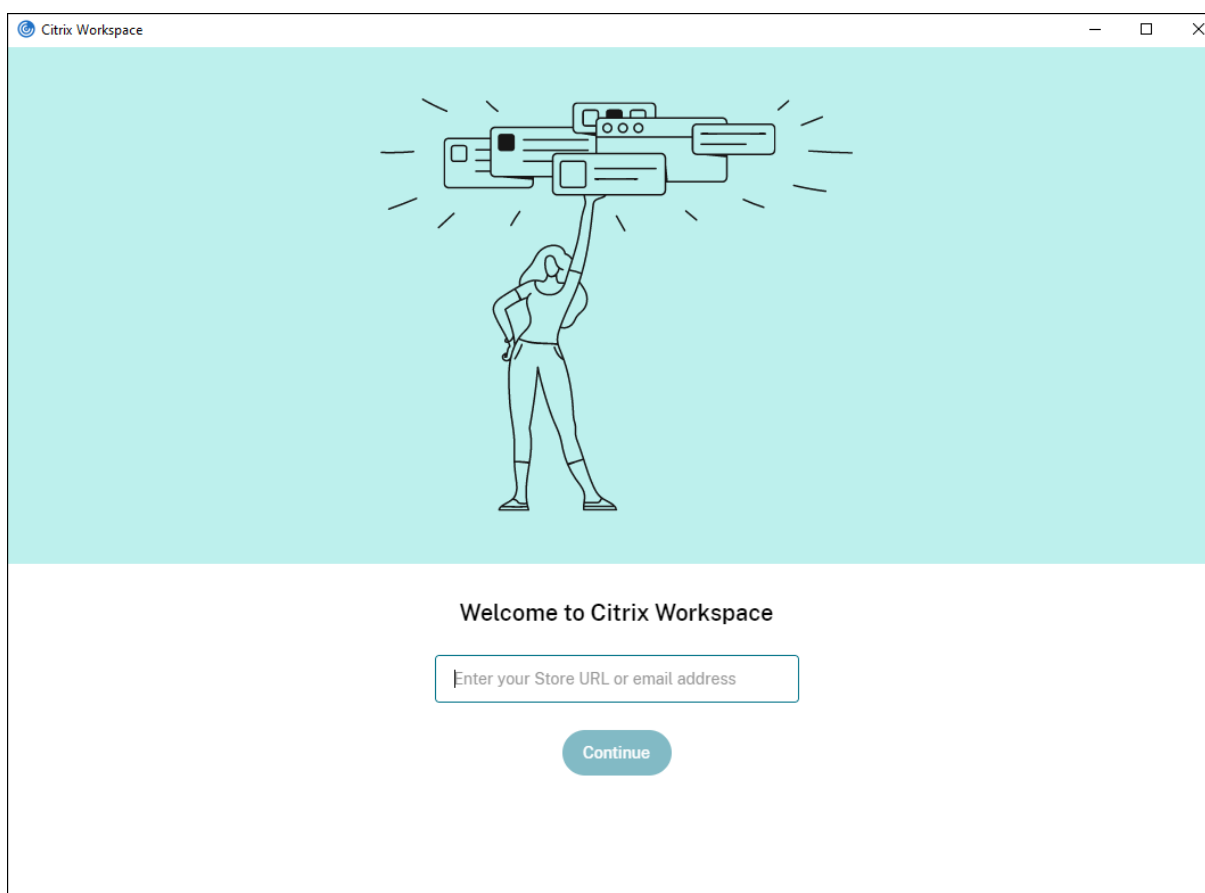 Citrix Workspace
Welcome to Citrix Workspace
Enter your Store URL or email address
Continue